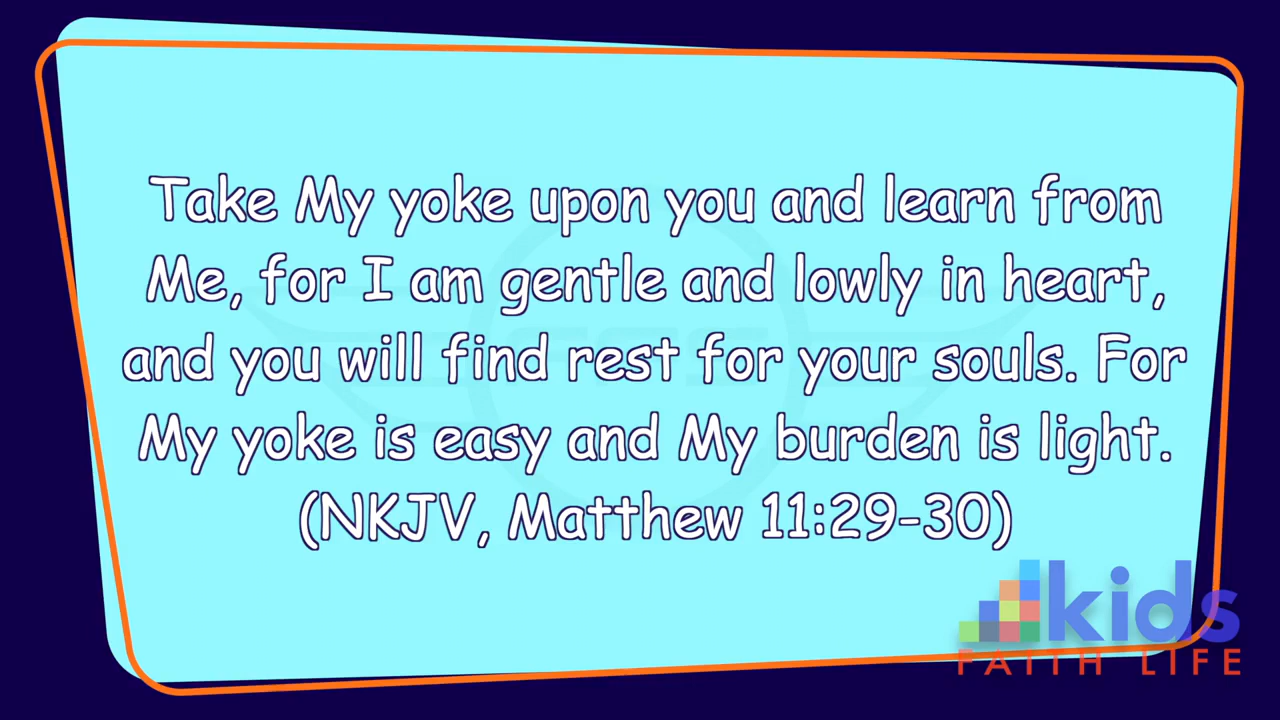 Take My yoke upon you and learn from
Me, for I am gentle and lowly in heart,
and you will find rest for your souls. For
My yoke is easy and My burden is light.
(NKJV, Matthew 11:29-30)
kids
FAITH LIFE